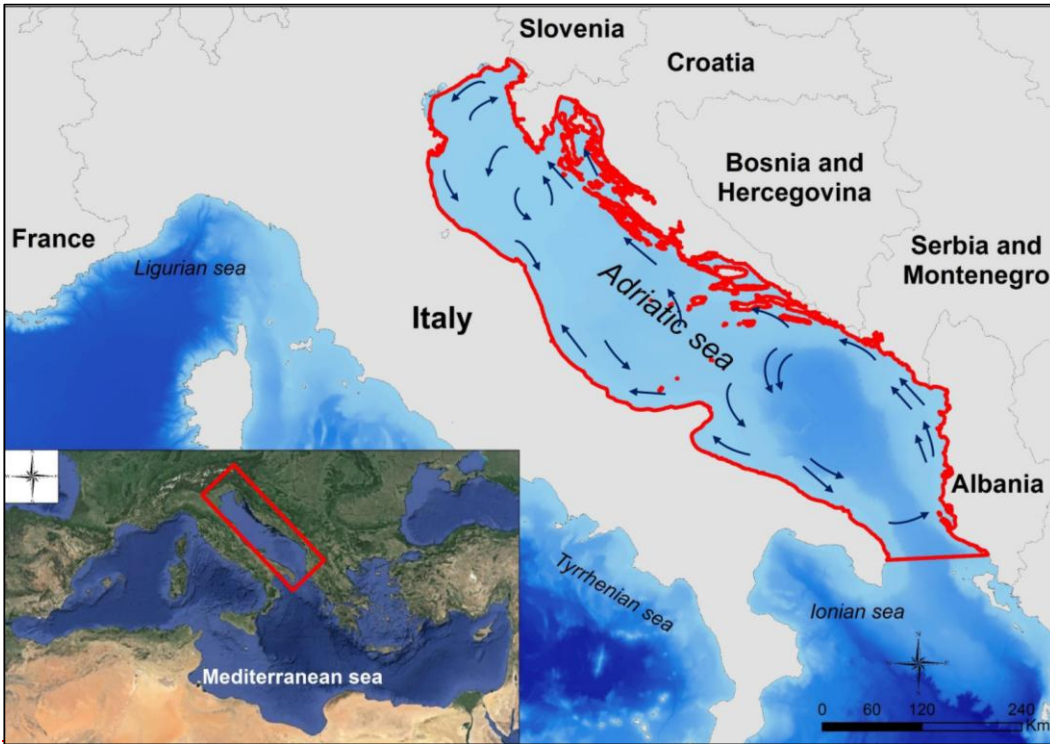 Slovenia
Croatia
Bosnia and
Hercegovina
France
Ligurian sea
Serbia and
Montenegro
Italy
Adriatic sea
Albania
Tyrrhenian sea
Ionian sea
Mediterranean sea
0 60 120 240
Km